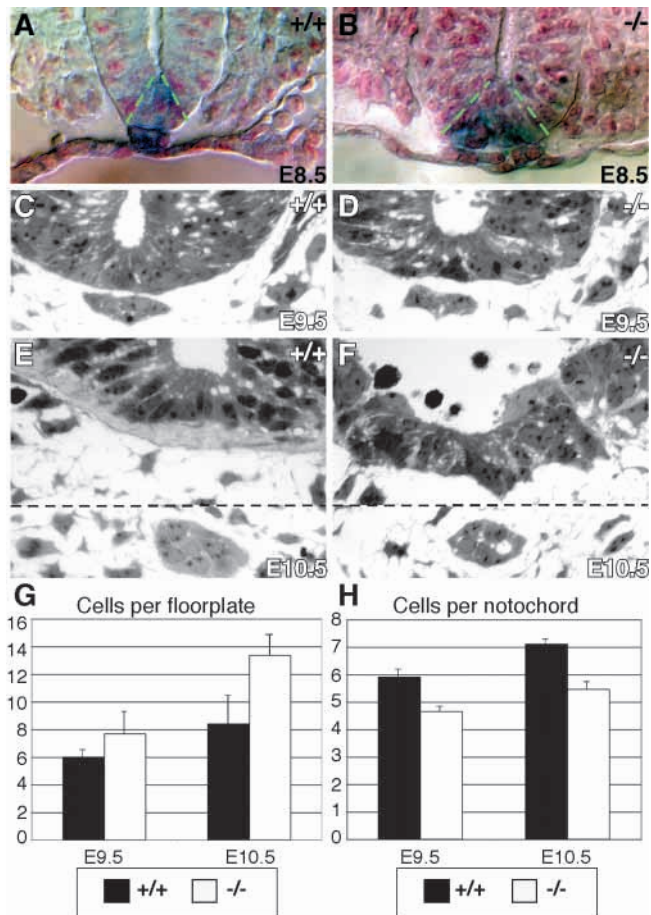 A +/+ B -/-
E8.5 E8.5
C +/+ D -/-
E9.5 E9.5
E +/+ F -/-
E10.5 E10.5
G Cells per floorplate
16
14
12
10
8
6
4
2
0
E9.5 E10.5
+/+ -/-
H Cells per notochord
8
7
6
5
4
3
2
1
0
E9.5 E10.5
+/+ -/-